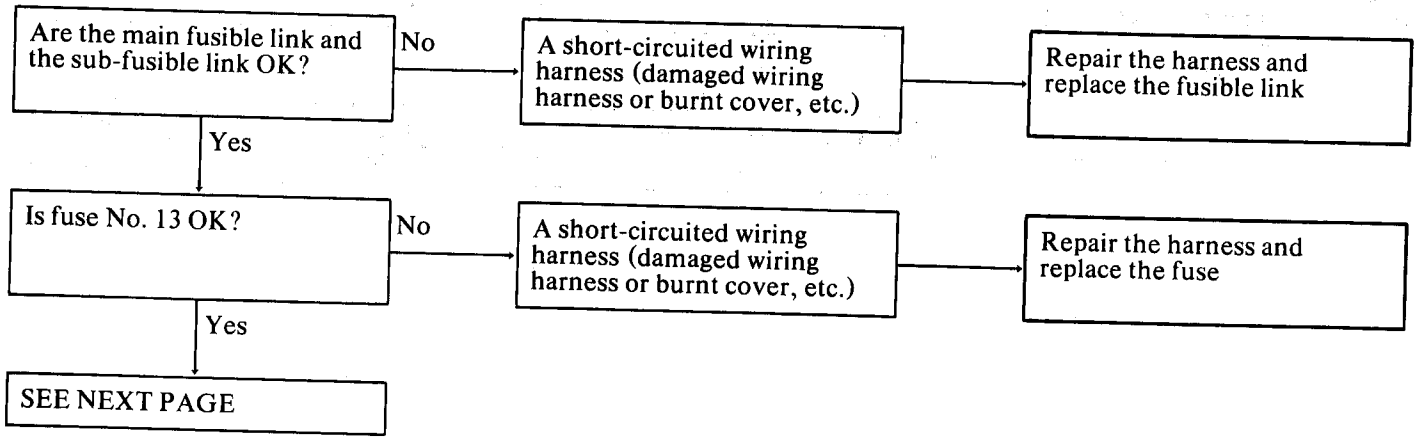 Are the main fusible link and
the sub-fusible link OK?
No
A short-circuited wiring
harness (damaged wiring
harness or burnt cover, etc.)
Repair the harness and
replace the fusible link
Yes
Is fuse No. 13 OK?
No
A short-circuited wiring
harness (damaged wiring
harness or burnt cover, etc.)
Repair the harness and
replace the fuse
Yes
SEE NEXT PAGE